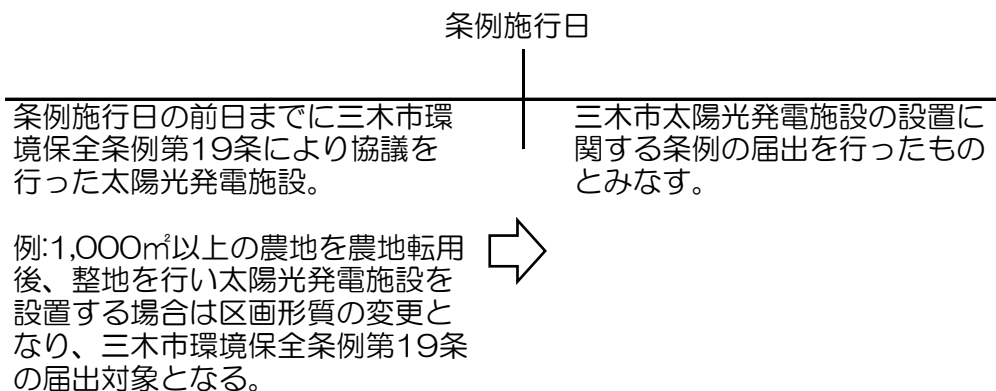 条例施行日
条例施行日の前日までに三木市環
境保全条例第19条により協議を
行った太陽光発電施設。
例:1,000㎡以上の農地を農地転用
後、整地を行い太陽光発電施設を
設置する場合は区画形質の変更と
なり、三木市環境保全条例第19条
の届出対象となる。
三木市太陽光発電施設の設置に
関する条例の届出を行ったもの
とみなす。